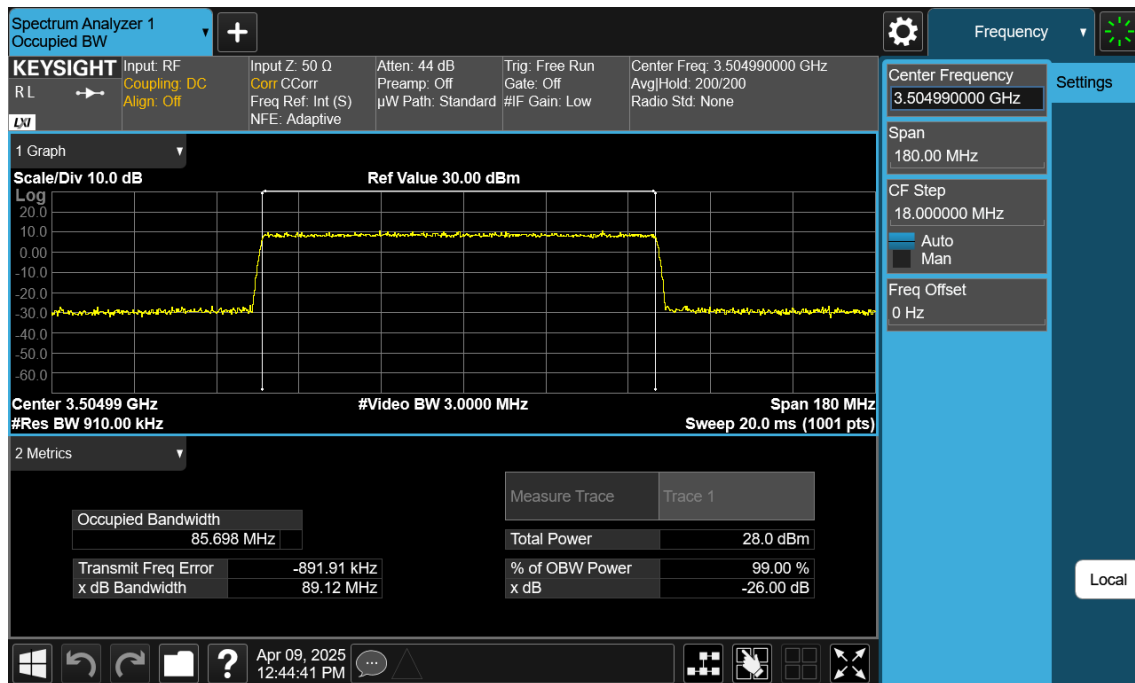 Spectrum Analyzer 1
Occupied BW
Frequency
KEYSIGHT
R L
LXI
Input: RF
Coupling: DC
Align: Off
Input Z: 50 Ω
Corr CCorr
Freq Ref: Int (S)
NFE: Adaptive
Atten: 44 dB
Preamp: Off
µW Path: Standard
Trig: Free Run
Gate: Off
#IF Gain: Low
Center Freq: 3.504990000 GHz
Avg|Hold: 200/200
Radio Std: None
Center Frequency
3.504990000 GHz
Settings
Span
180.00 MHz
CF Step
18.000000 MHz
Auto
Man
Freq Offset
0 Hz
Local
1 Graph
Scale/Div 10.0 dB
Ref Value 30.00 dBm
Log
20.0
10.0
0.00
-10.0
-20.0
-30.0
-40.0
-50.0
-60.0
Center 3.50499 GHz
#Video BW 3.0000 MHz
Span 180 MHz
#Res BW 910.00 kHz
Sweep 20.0 ms (1001 pts)
2 Metrics
Measure Trace Trace 1
Occupied Bandwidth
85.698 MHz
Total Power 28.0 dBm
Transmit Freq Error -891.91 kHz
% of OBW Power 99.00 %
x dB Bandwidth 89.12 MHz
x dB -26.00 dB
Apr 09, 2025
12:44:41 PM